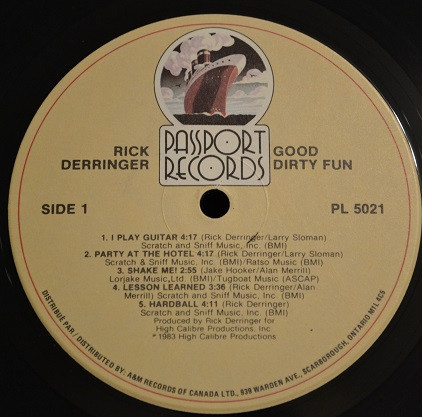 PASSPORT
RECORDS
RICK
DERRINGER
GOOD
DIRTY FUN
SIDE 1
PL 5021
1. I PLAY GUITAR 4:17 (Rick Derringer/Larry Sloman)
Scratch and Sniff Music, Inc. (BMI)
2. PARTY AT THE HOTEL 4:17 (Rick Derringer/Larry Sloman)
Scratch & Sniff Music, Inc. (BMI)/Ratso Music (BMI)
3. SHAKE ME! 2:55 (Jake Hooker/Alan Merrill)
Lorjake Music,Ltd. (BMI)/Tugboat Music (ASCAP)
4. LESSON LEARNED 3:36 (Rick Derringer/Alan
Merrill) Scratch and Sniff Music, Inc. (BMI)
5. HARDBALL 4:11 (Rick Derringer)
Scratch and Sniff Music, Inc. (BMI)
Produced by Rick Derringer for
High Calibre Productions, Inc.
℗1983 High Calibre Productions
DISTRIBUÉ PAR / DISTRIBUTED BY: A&M RECORDS OF CANADA LTD., 939 WARDEN AVE., SCARBOROUGH, ONTARIO M1L 4C5